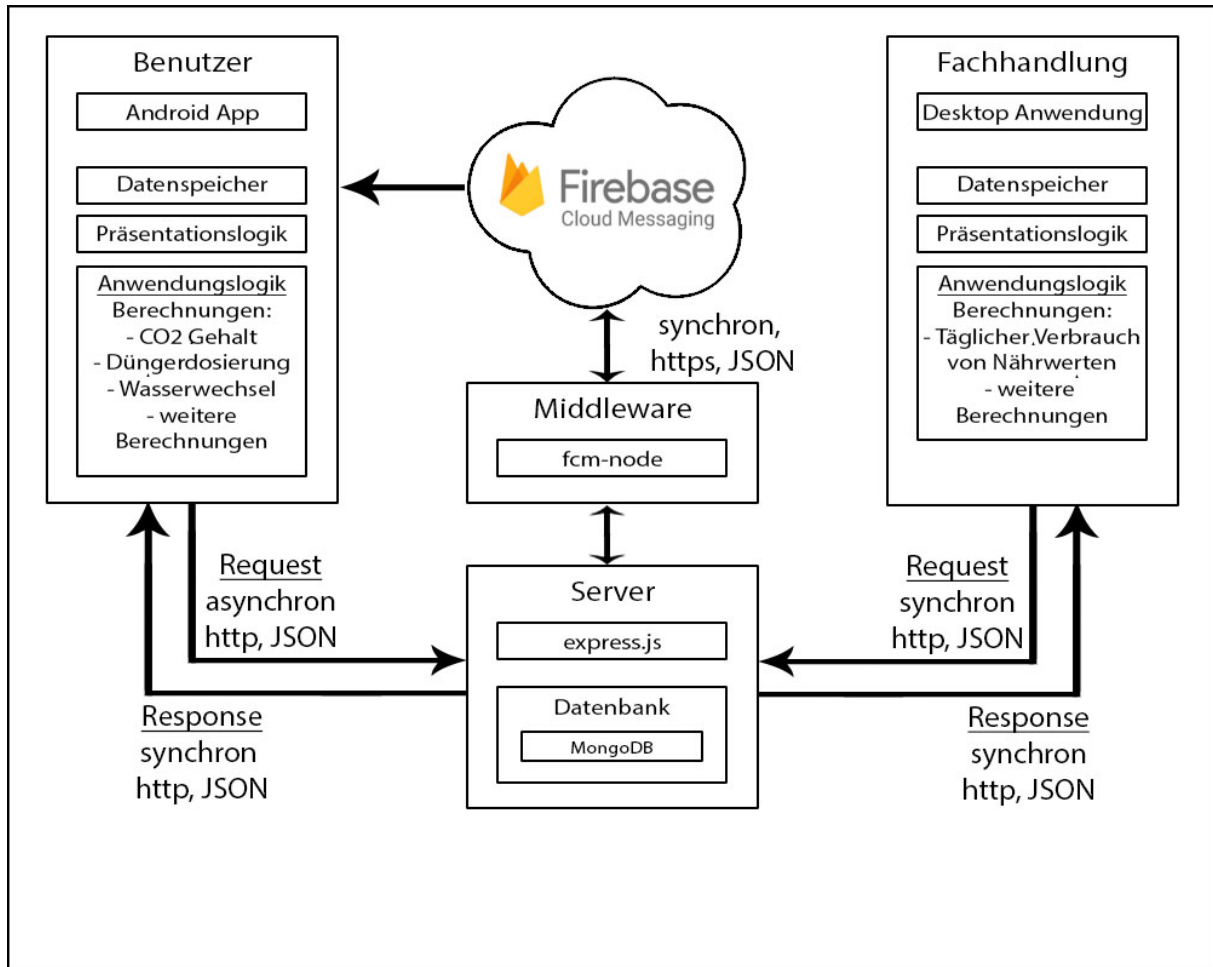 Benutzer
Android App
Datenspeicher
Präsentationslogik
Anwendungslogik
Berechnungen:
- CO2 Gehalt
- Düngerdosierung
- Wasserwechsel
- weitere
Berechnungen
Firebase
Cloud Messaging
synchron,
https, JSON
Middleware
fcm-node
Fachhandlung
Desktop Anwendung
Datenspeicher
Präsentationslogik
Anwendungslogik
Berechnungen:
- Täglicher Verbrauch
von Nährwerten
- weitere
Berechnungen
Request
asynchron
http, JSON
Response
synchron
http, JSON
Server
express.js
Datenbank
MongoDB
Request
synchron
http, JSON
Response
synchron
http, JSON